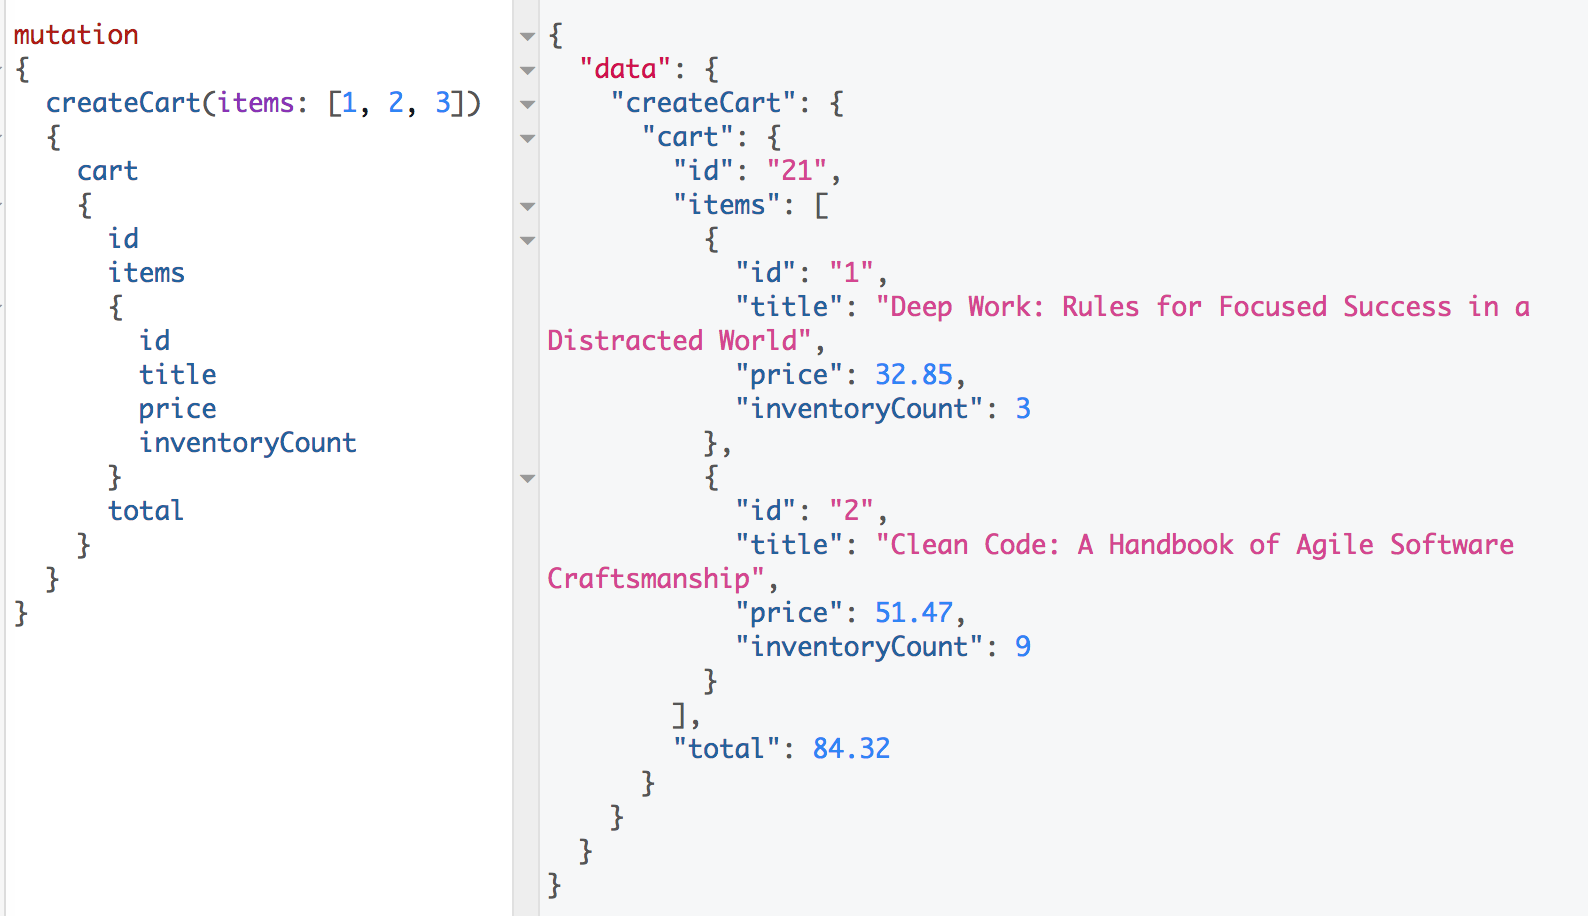 mutation
{
  createCart(items: [1, 2, 3])
  {
    cart
    {
      id
      items
      {
        id
        title
        price
        inventoryCount
      }
      total
    }
  }
}
{
  "data": {
    "createCart": {
      "cart": {
        "id": "21",
        "items": [
          {
            "id": "1",
            "title": "Deep Work: Rules for Focused Success in a
Distracted World",
            "price": 32.85,
            "inventoryCount": 3
          },
          {
            "id": "2",
            "title": "Clean Code: A Handbook of Agile Software
Craftsmanship",
            "price": 51.47,
            "inventoryCount": 9
          }
        ],
        "total": 84.32
      }
    }
  }
}